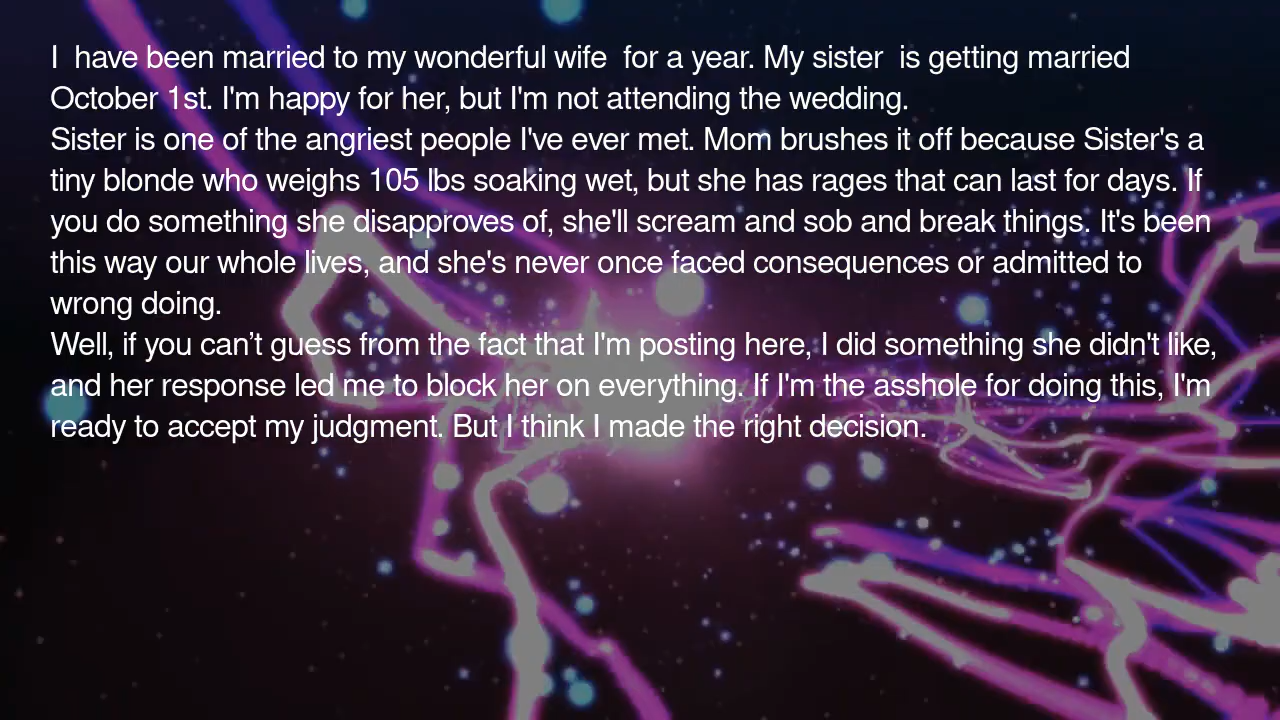 I  have been married to my wonderful wife  for a year. My sister  is getting married
October 1st. I'm happy for her, but I'm not attending the wedding.
Sister is one of the angriest people I've ever met. Mom brushes it off because Sister's a
tiny blonde who weighs 105 lbs soaking wet, but she has rages that can last for days. If
you do something she disapproves of, she'll scream and sob and break things. It's been
this way our whole lives, and she's never once faced consequences or admitted to
wrong doing.
Well, if you can’t guess from the fact that I'm posting here, I did something she didn't like,
and her response led me to block her on everything. If I'm the asshole for doing this, I'm
ready to accept my judgment. But I think I made the right decision.